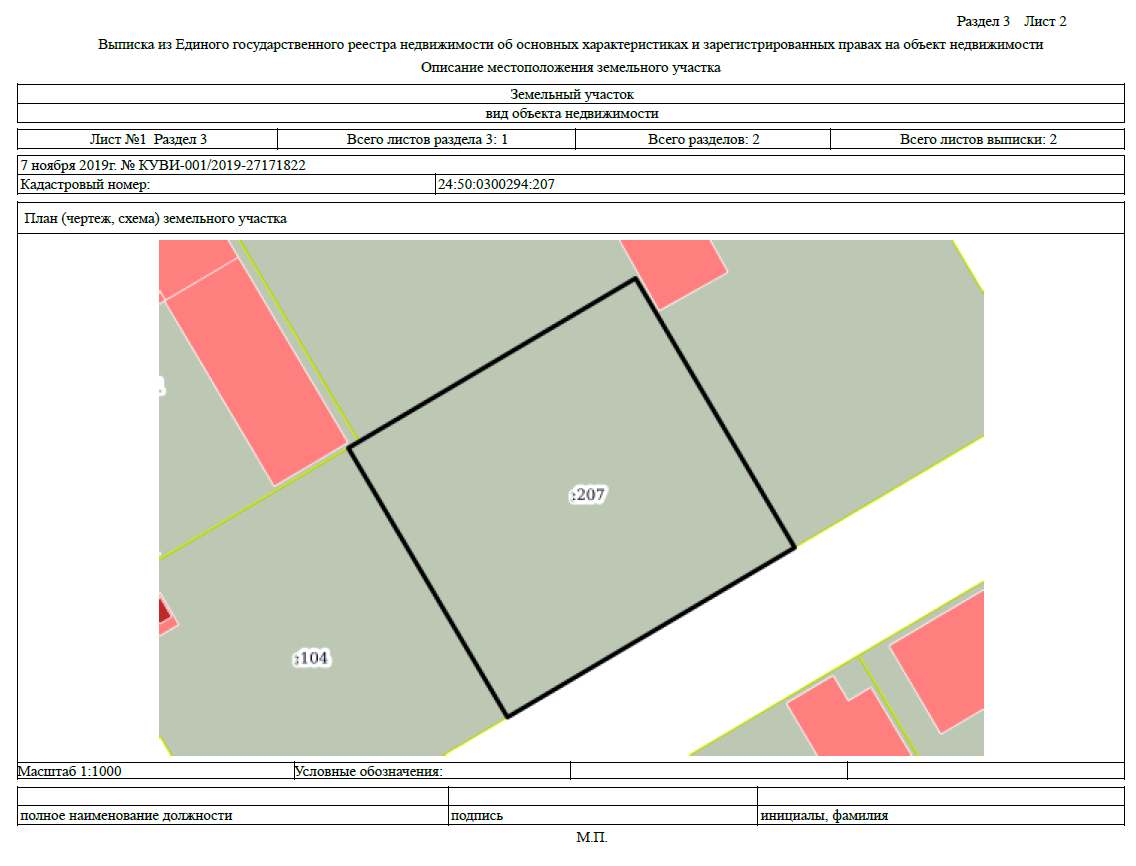 Раздел 3 Лист 2
Выписка из Единого государственного реестра недвижимости об основных характеристиках и зарегистрированных правах на объект недвижимости
Описание местоположения земельного участка
Земельный участок
вид объекта недвижимости
Лист №1 Раздел 3 Всего листов раздела 3: 1 Всего разделов: 2 Всего листов выписки: 2
7 ноября 2019г. № КУВИ-001/2019-27171822
Кадастровый номер: 24:50:0300294:207
План (чертеж, схема) земельного участка
:207
:104
Масштаб 1:1000 Условные обозначения:
полное наименование должности подпись инициалы, фамилия
М.П.